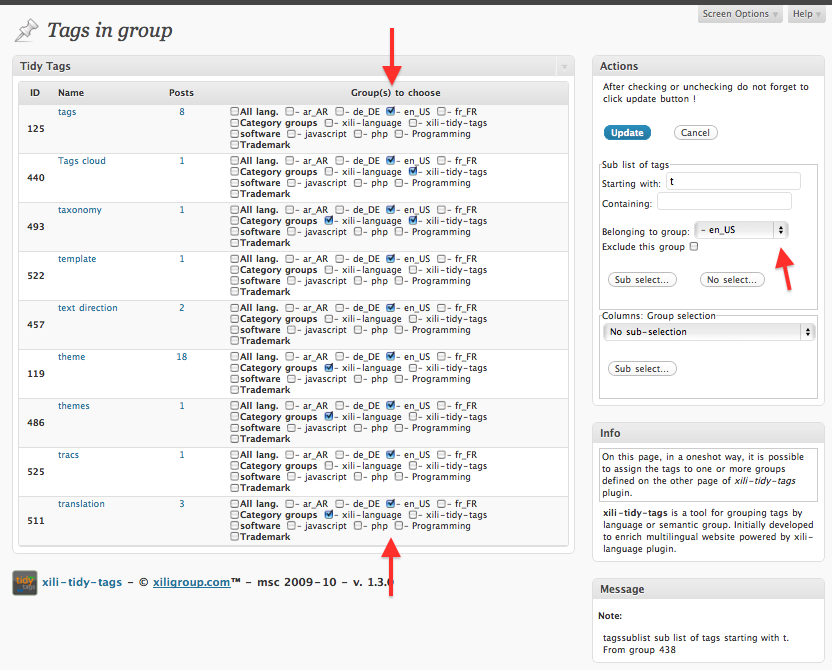 Screen Options
Help
Tags in group
Tidy Tags
ID Name Posts Group(s) to choose
125 tags 8
All lang. - ar_AR - de_DE - en_US - fr_FR
Category groups - xili-language - xili-tidy-tags
software - javascript - php - Programming
Trademark
440 Tags cloud 1
All lang. - ar_AR - de_DE - en_US - fr_FR
Category groups - xili-language - xili-tidy-tags
software - javascript - php - Programming
Trademark
493 taxonomy 1
All lang. - ar_AR - de_DE - en_US - fr_FR
Category groups - xili-language - xili-tidy-tags
software - javascript - php - Programming
Trademark
522 template 1
All lang. - ar_AR - de_DE - en_US - fr_FR
Category groups - xili-language - xili-tidy-tags
software - javascript - php - Programming
Trademark
457 text direction 2
All lang. - ar_AR - de_DE - en_US - fr_FR
Category groups - xili-language - xili-tidy-tags
software - javascript - php - Programming
Trademark
119 theme 18
All lang. - ar_AR - de_DE - en_US - fr_FR
Category groups - xili-language - xili-tidy-tags
software - javascript - php - Programming
Trademark
486 themes 1
All lang. - ar_AR - de_DE - en_US - fr_FR
Category groups - xili-language - xili-tidy-tags
software - javascript - php - Programming
Trademark
525 tracs 1
All lang. - ar_AR - de_DE - en_US - fr_FR
Category groups - xili-language - xili-tidy-tags
software - javascript - php - Programming
Trademark
511 translation 3
All lang. - ar_AR - de_DE - en_US - fr_FR
Category groups - xili-language - xili-tidy-tags
software - javascript - php - Programming
Trademark
tidy
tags
xili-tidy-tags - © xiligroup.com™ - msc 2009-10 - v. 1.3.0
Actions
After checking or unchecking do not forget to
click update button !
Update Cancel
Sub list of tags
Starting with: t
Containing:
Belonging to group: - en_US
Exclude this group
Sub select... No select...
Columns: Group selection
No sub-selection
Sub select...
Info
On this page, in a oneshot way, it is possible
to assign the tags to one or more groups
defined on the other page of xili-tidy-tags
plugin.
xili-tidy-tags is a tool for grouping tags by
language or semantic group. Initially developed
to enrich multilingual website powered by xili-
language plugin.
Message
Note:
tagssublist sub list of tags starting with t.
From group 438